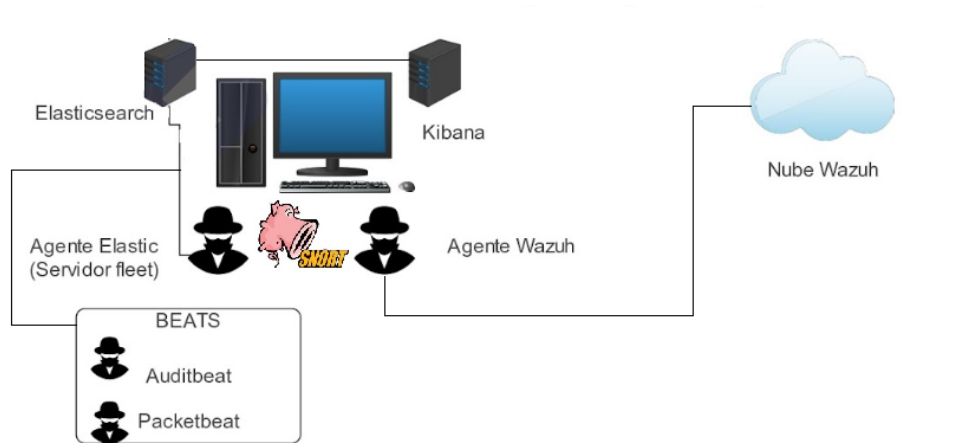 Elasticsearch
Kibana
Nube Wazuh
Agente Elastic
(Servidor fleet)
SNORT
Agente Wazuh
BEATS
Auditbeat
Packetbeat